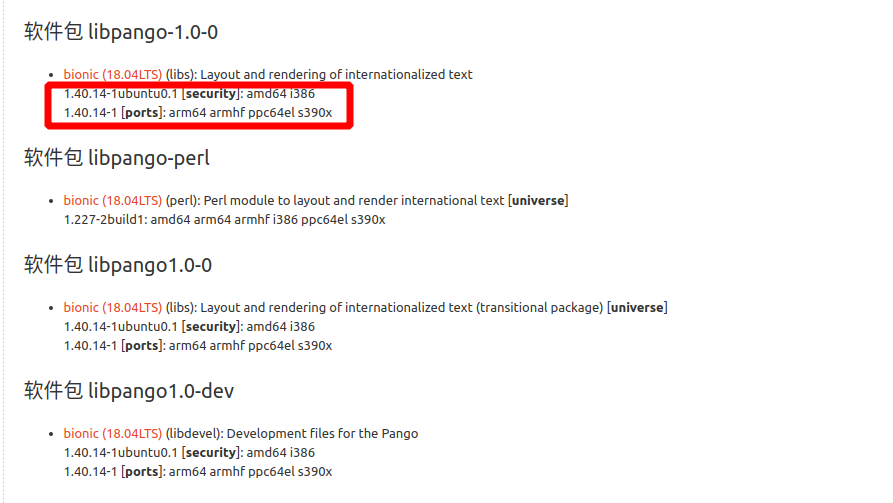 软件包 libpango-1.0-0
bionic (18.04LTS) (libs): Layout and rendering of internationalized text
1.40.14-1ubuntu0.1 [security]: amd64 i386
1.40.14-1 [ports]: arm64 armhf ppc64el s390x
软件包 libpango-perl
bionic (18.04LTS) (perl): Perl module to layout and render international text [universe]
1.227-2build1: amd64 arm64 armhf i386 ppc64el s390x
软件包 libpango1.0-0
bionic (18.04LTS) (libs): Layout and rendering of internationalized text (transitional package) [universe]
1.40.14-1ubuntu0.1 [security]: amd64 i386
1.40.14-1 [ports]: arm64 armhf ppc64el s390x
软件包 libpango1.0-dev
bionic (18.04LTS) (libdevel): Development files for the Pango
1.40.14-1ubuntu0.1 [security]: amd64 i386
1.40.14-1 [ports]: arm64 armhf ppc64el s390x